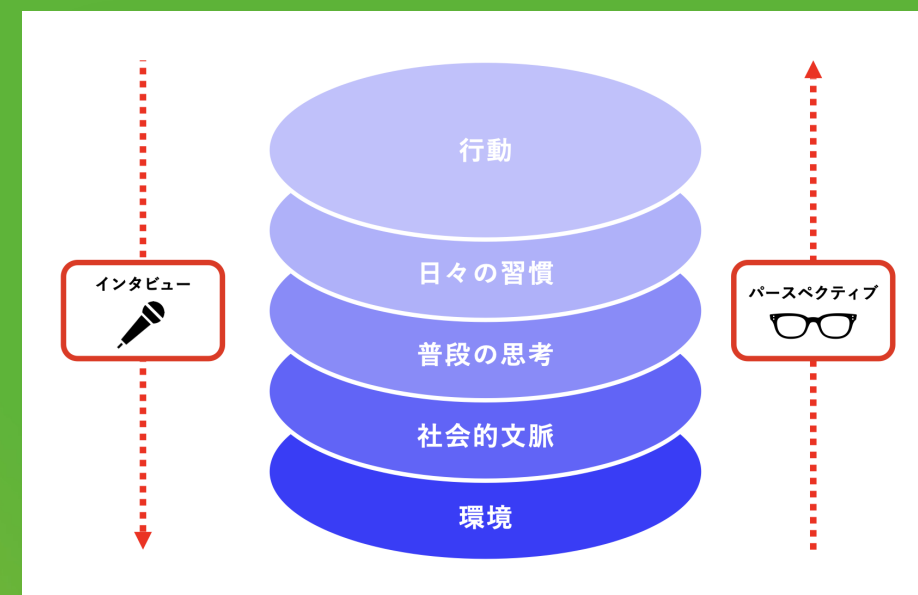 行動
日々の習慣
インタビュー
パースペクティブ
普段の思考
社会的文脈
環境